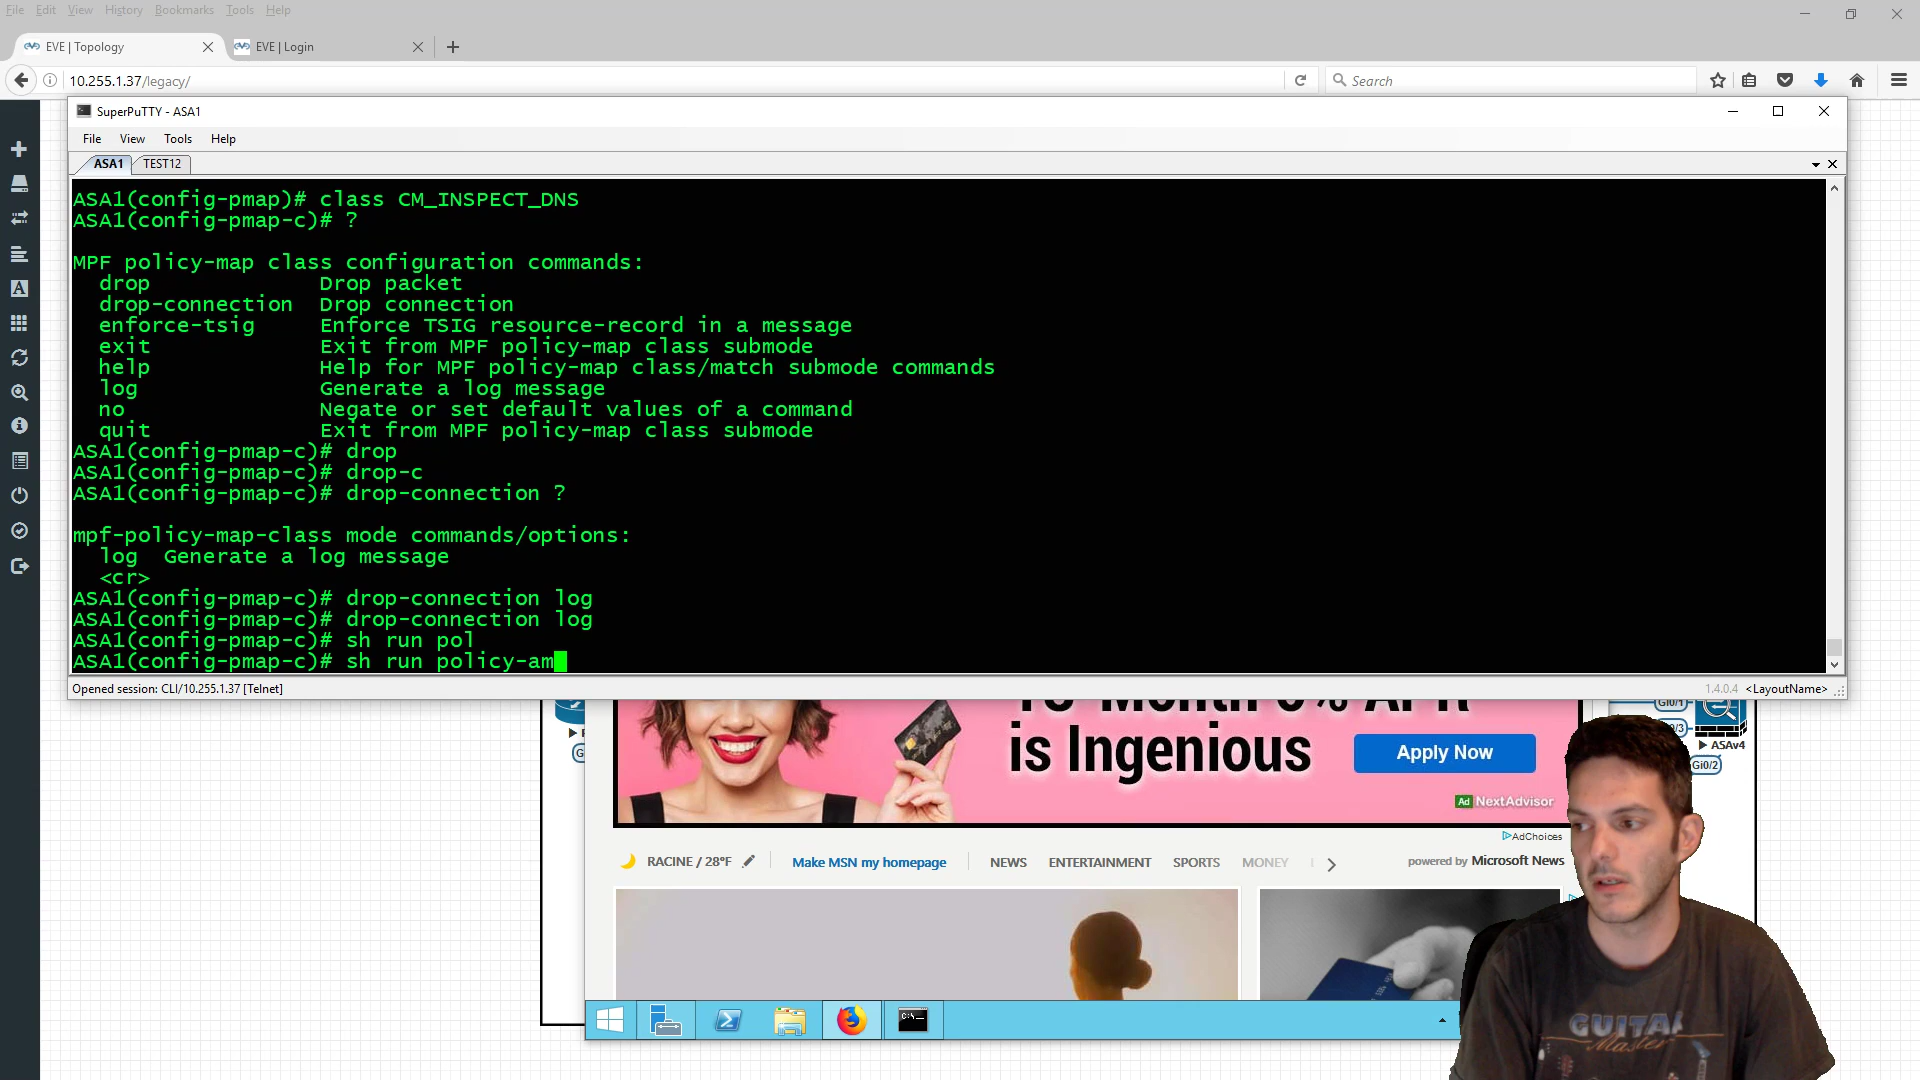 File Edit View History Bookmarks Tools Help
EVE | Topology
EVE | Login
10.255.1.37/legacy/
Search
SuperPuTTY - ASA1
File View Tools Help
ASA1 TEST12
ASA1(config-pmap)# class CM_INSPECT_DNS
ASA1(config-pmap-c)# ?
MPF policy-map class configuration commands:
drop Drop packet
drop-connection Drop connection
enforce-tsig Enforce TSIG resource-record in a message
exit Exit from MPF policy-map class submode
help Help for MPF policy-map class/match submode commands
log Generate a log message
no Negate or set default values of a command
quit Exit from MPF policy-map class submode
ASA1(config-pmap-c)# drop
ASA1(config-pmap-c)# drop-c
ASA1(config-pmap-c)# drop-connection ?
mpf-policy-map-class mode commands/options:
log Generate a log message
<cr>
ASA1(config-pmap-c)# drop-connection log
ASA1(config-pmap-c)# drop-connection log
ASA1(config-pmap-c)# sh run pol
ASA1(config-pmap-c)# sh run policy-am
Opened session: CLI/10.255.1.37 [Telnet]
1.4.0.4 <LayoutName>
Gi0/1
ASAv4
Gi0/2
is Ingenious
Apply Now
Ad NextAdvisor
AdChoices
RACINE / 28°F
Make MSN my homepage
NEWS ENTERTAINMENT SPORTS MONEY
powered by Microsoft News
GUITAR
Master